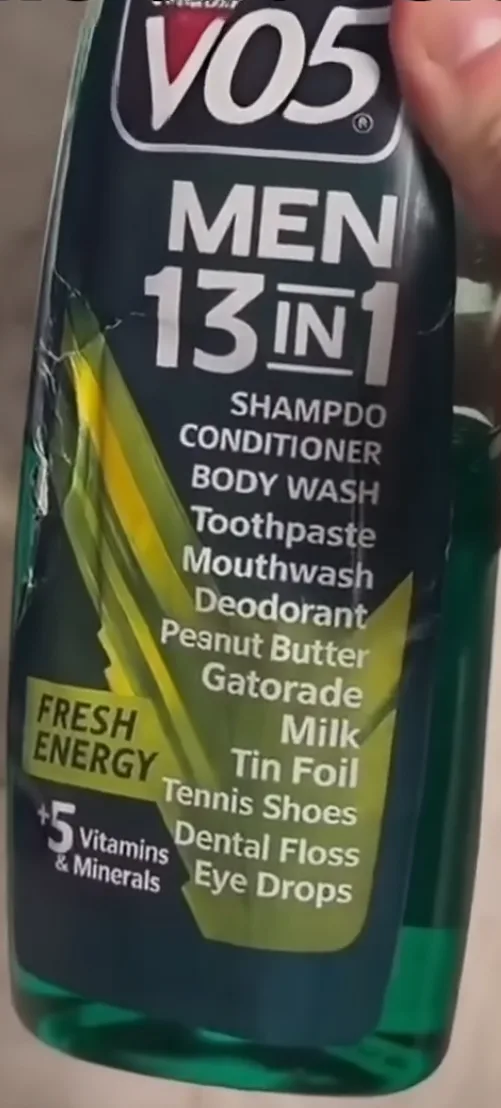 VO5®
MEN
13 IN 1
SHAMPDO
CONDITIONER
BODY WASH
Toothpaste
Mouthwash
Deodorant
Peanut Butter
Gatorade
Milk
Tin Foil
Tennis Shoes
Dental Floss
Eye Drops
FRESH
ENERGY
+5 Vitamins
& Minerals